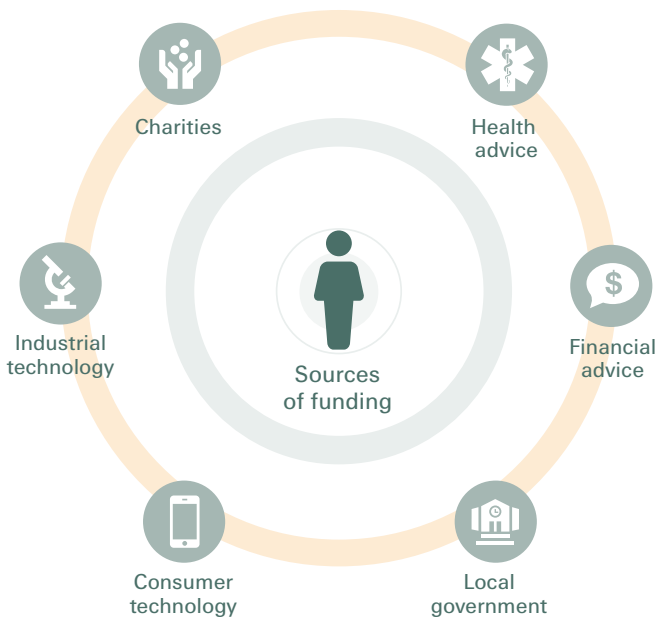 Charities
Health
advice
Industrial
technology
$
Financial
advice
Sources
of funding
Consumer
technology
Local
government